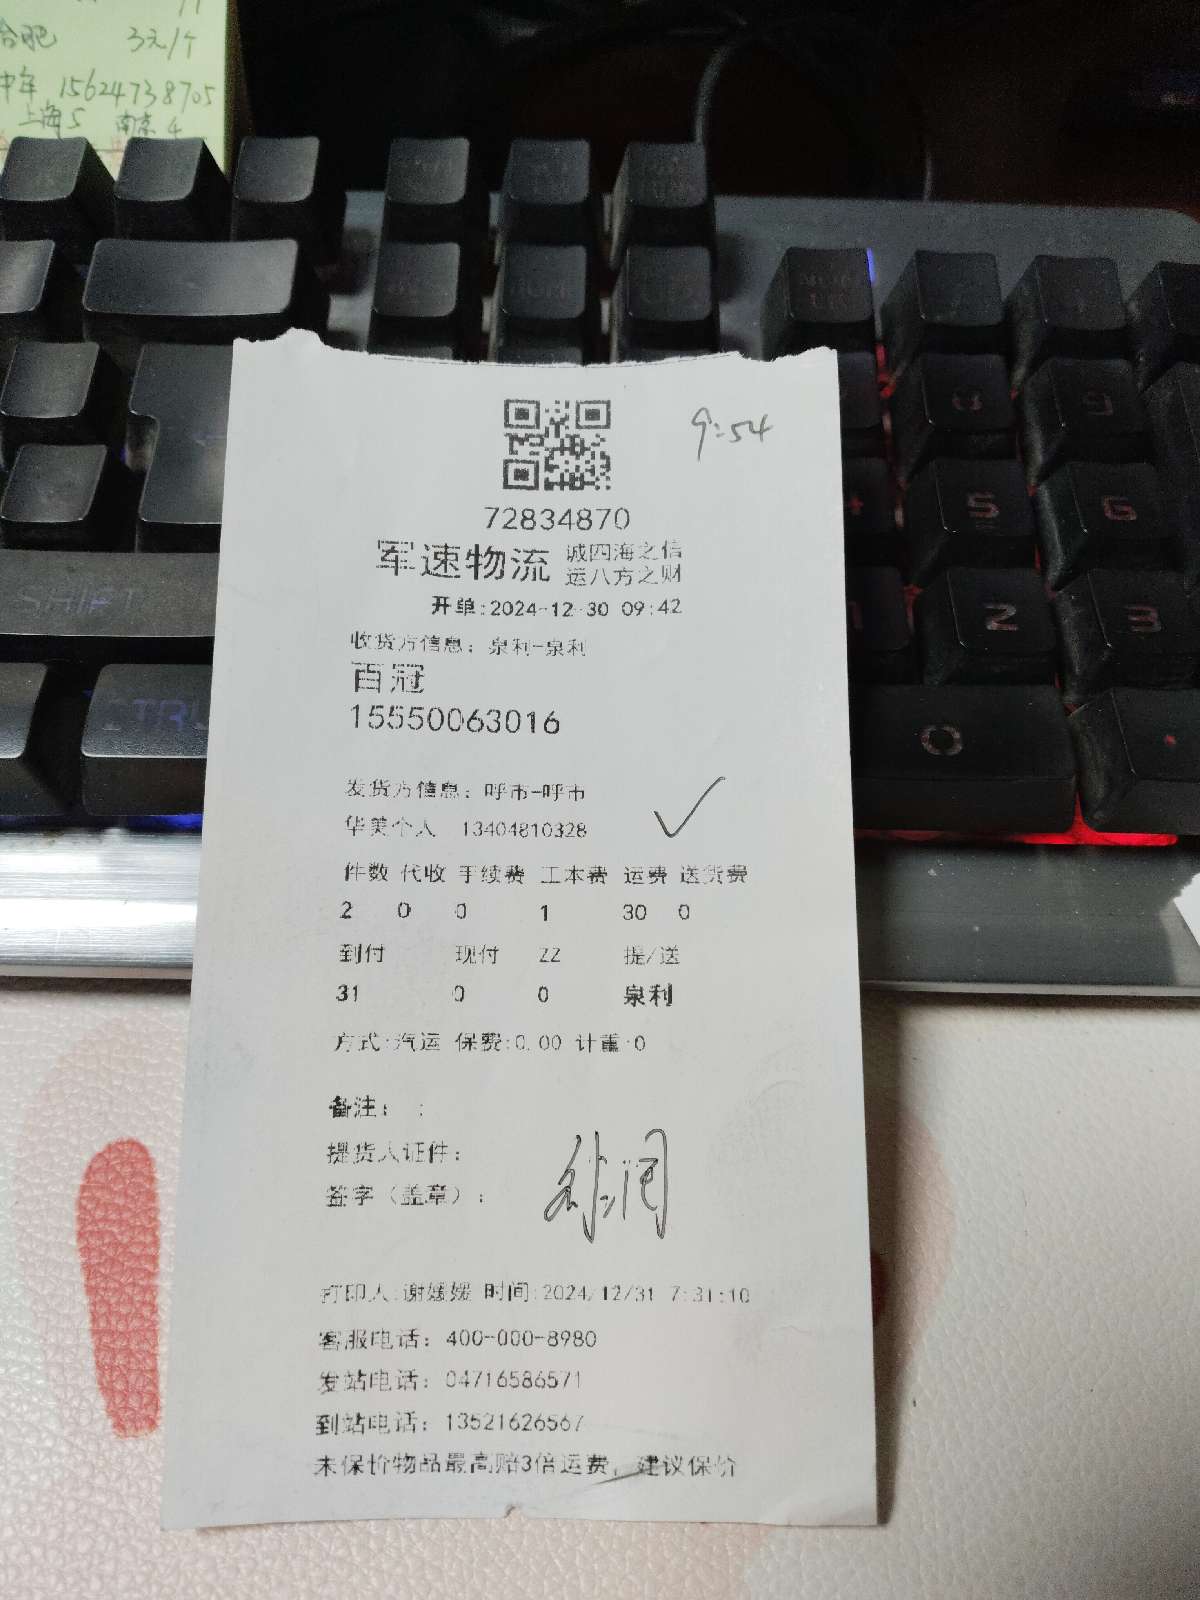 合肥 3元/个
中车 15624738705
上海5 南京4
9:54
72834870
军速物流 诚四海之信
运八方之财
开单:2024-12-30 09:42
收货方信息：泉利-泉利
百冠
15550063016
发货方信息：呼市-呼市
华美个人 13404810328
件数 代收 手续费 工本费 运费 送货费
2 0 0 1 30 0
到付 现付 ZZ 提/送
31 0 0 泉利
方式:汽运 保费:0.00 计重:0
备注： :
提货人证件：
签字（盖章）：
打印人:谢媛媛 时间:2024/12/31 7:31:10
客服电话：400-000-8980
发站电话：04716586571
到站电话：13521626567
未保价物品最高赔3倍运费，建议保价
5 6
2 3
0
9